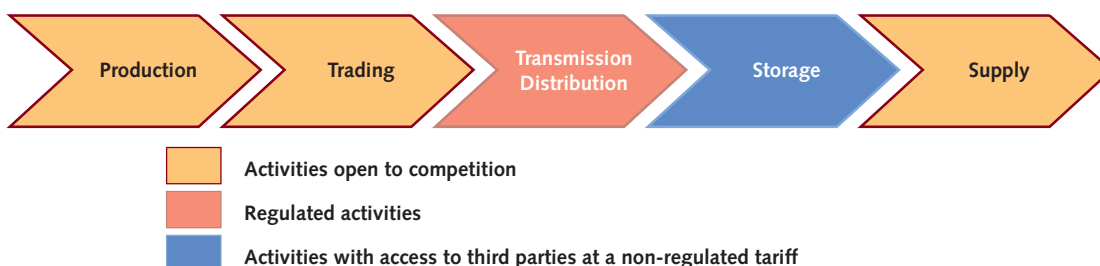 Production
Trading
Transmission
Distribution
Storage
Supply
Activities open to competition
Regulated activities
Activities with access to third parties at a non-regulated tariff